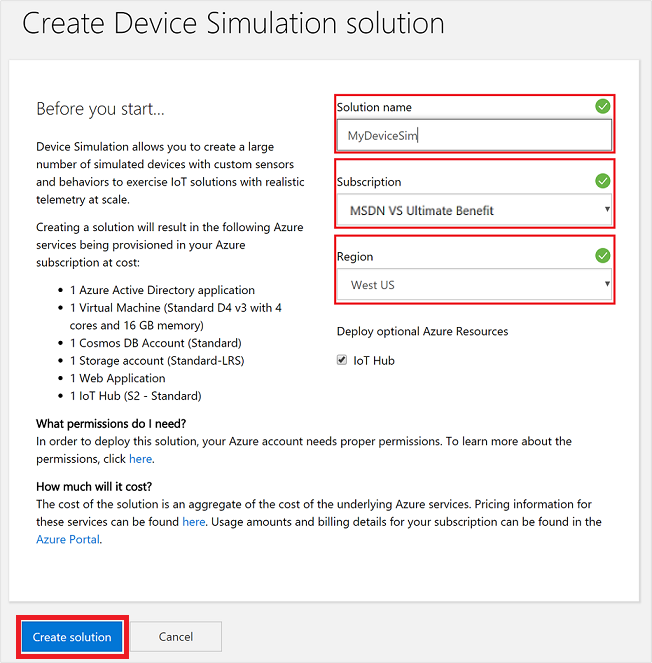 Create Device Simulation solution
Before you start...
Device Simulation allows you to create a large
number of simulated devices with custom sensors
and behaviors to exercise IoT solutions with realistic
telemetry at scale.
Creating a solution will result in the following Azure
services being provisioned in your Azure
subscription at cost:
• 1 Azure Active Directory application
• 1 Virtual Machine (Standard D4 v3 with 4
cores and 16 GB memory)
• 1 Cosmos DB Account (Standard)
• 1 Storage account (Standard-LRS)
• 1 Web Application
• 1 IoT Hub (S2 - Standard)
Solution name
MyDeviceSim
Subscription
MSDN VS Ultimate Benefit
Region
West US
Deploy optional Azure Resources
IoT Hub
What permissions do I need?
In order to deploy this solution, your Azure account needs proper permissions. To learn more about the
permissions, click here.
How much will it cost?
The cost of the solution is an aggregate of the cost of the underlying Azure services. Pricing information for
these services can be found here. Usage amounts and billing details for your subscription can be found in the
Azure Portal.
Create solution
Cancel